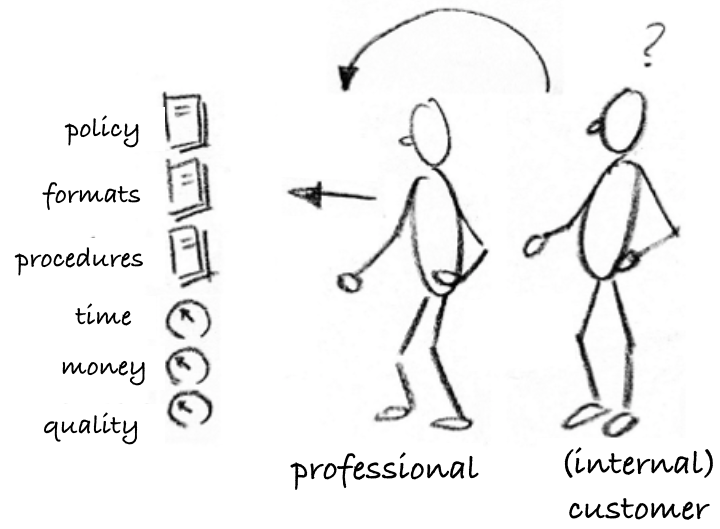 ?
policy
formats
procedures
time
money
quality
professional
(internal)
customer